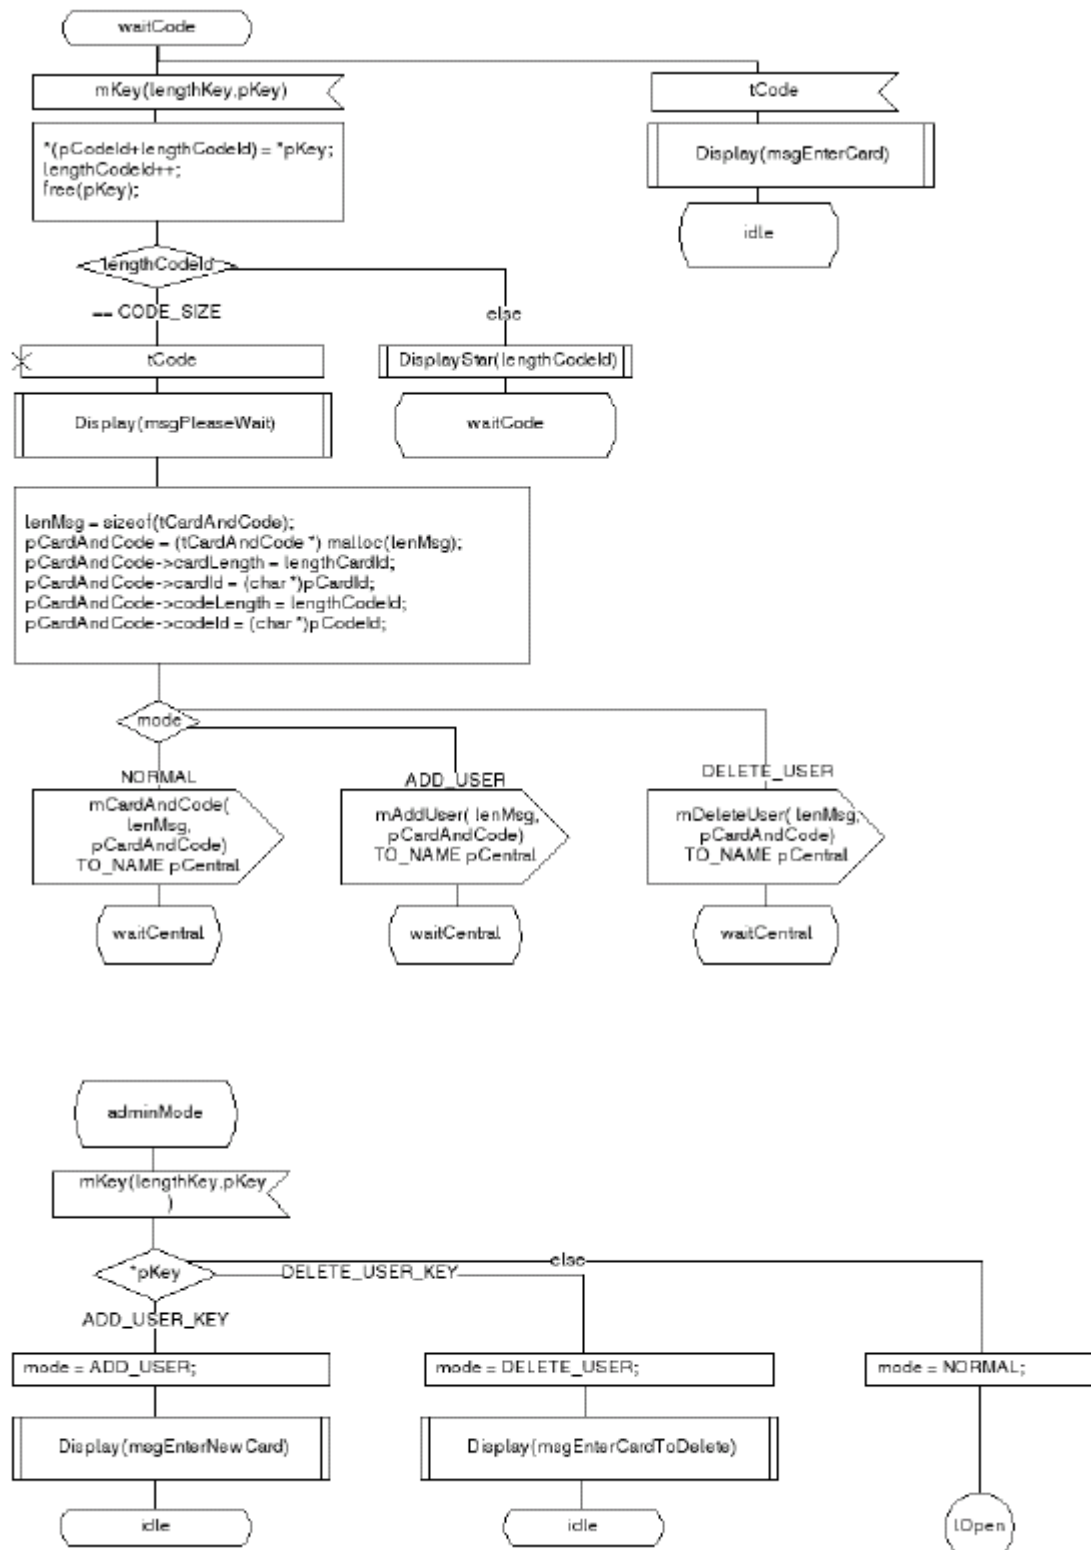 waitCode
mKey(lengthKey,pKey)
tCode
*(pCodeId+lengthCodeId) = *pKey;
lengthCodeId++;
free(pKey);
Display(msgEnterCard)
idle
lengthCodeId
== CODE_SIZE
else
tCode
DisplayStar(lengthCodeId)
Display(msgPleaseWait)
waitCode
lenMsg = sizeof(tCardAndCode);
pCardAndCode = (tCardAndCode *) malloc(lenMsg);
pCardAndCode->cardLength = lengthCardId;
pCardAndCode->cardId = (char *)pCardId;
pCardAndCode->codeLength = lengthCodeId;
pCardAndCode->codeId = (char *)pCodeId;
mode
NORMAL
ADD_USER
DELETE_USER
mCardAndCode(
lenMsg,
pCardAndCode)
TO_NAME pCentral
mAddUser( lenMsg,
pCardAndCode)
TO_NAME pCentral
mDeleteUser( lenMsg,
pCardAndCode)
TO_NAME pCentral
waitCentral
waitCentral
waitCentral
adminMode
mKey(lengthKey,pKey
)
*pKey
DELETE_USER_KEY
else
ADD_USER_KEY
mode = ADD_USER;
mode = DELETE_USER;
mode = NORMAL;
Display(msgEnterNewCard)
Display(msgEnterCardToDelete)
idle
idle
lOpen